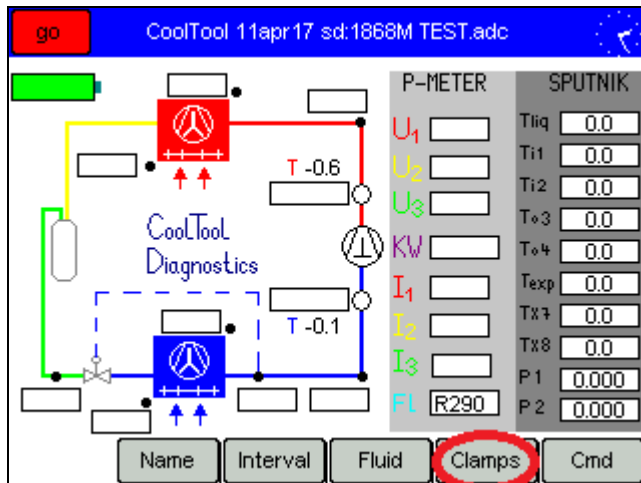 go
CoolTool 11apr17 sd:1868M TEST.adc
P-METER
SPUTNIK
U1
U2
U3
KW
I1
I2
I3
Fl R290
Tliq 0.0
Ti1 0.0
Ti2 0.0
To3 0.0
To4 0.0
Texp 0.0
TX7 0.0
TX8 0.0
P1 0.000
P2 0.000
T -0.6
CoolTool
Diagnostics
T -0.1
Name
Interval
Fluid
Clamps
Cmd